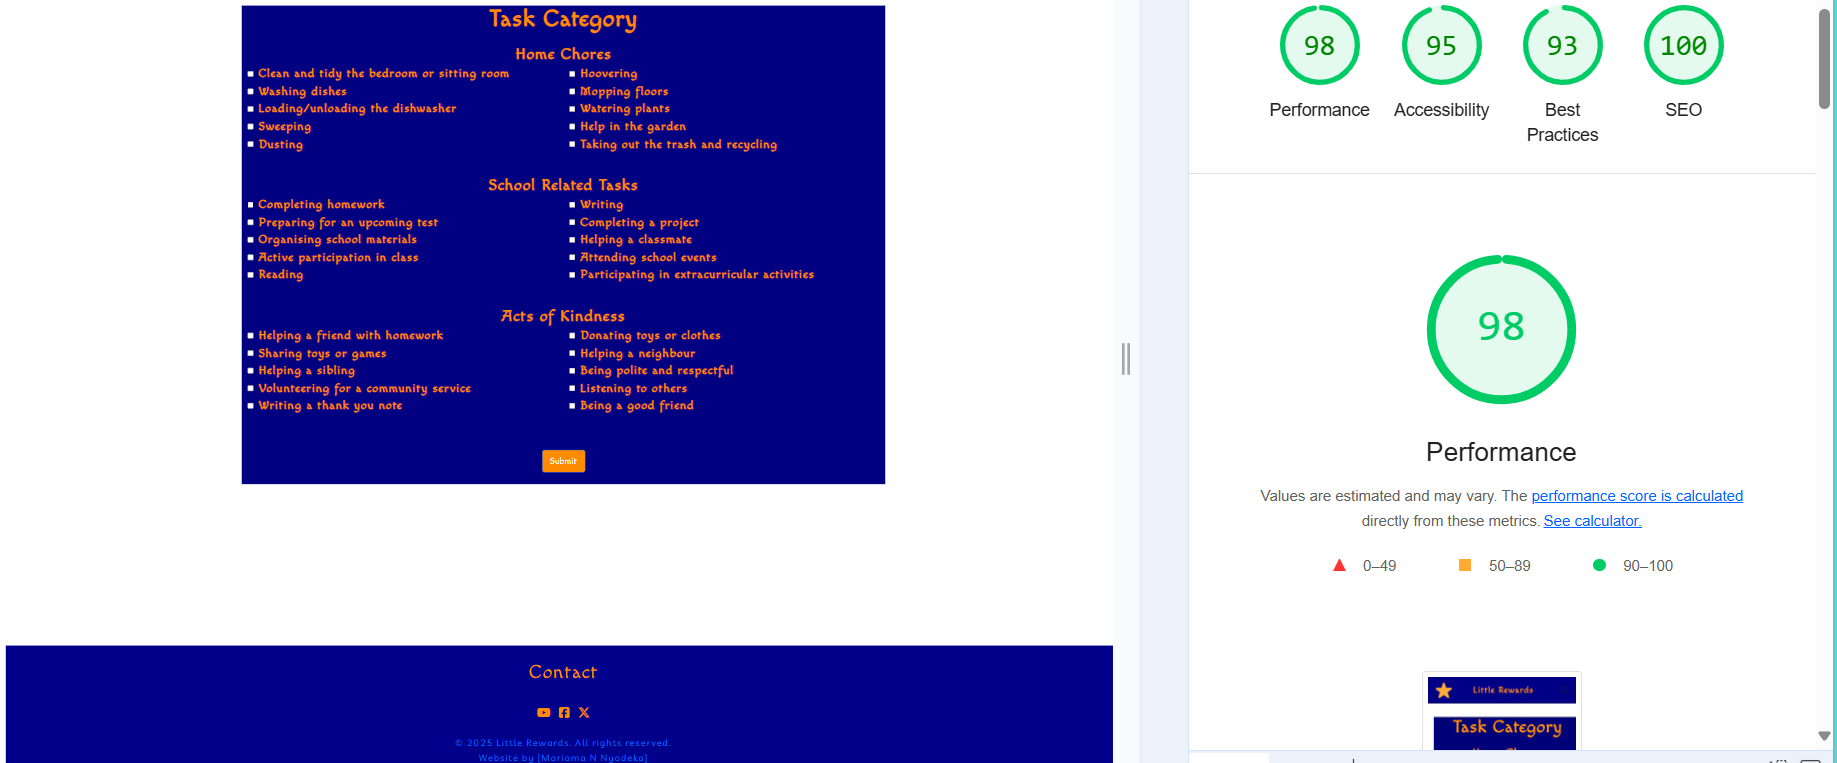 Task Category
Home Chores
Clean and tidy the bedroom or sitting room
Washing dishes
Loading/unloading the dishwasher
Sweeping
Dusting
Hoovering
Mopping floors
Watering plants
Help in the garden
Taking out the trash and recycling
School Related Tasks
Completing homework
Preparing for an upcoming test
Organising school materials
Active participation in class
Reading
Writing
Completing a project
Helping a classmate
Attending school events
Participating in extracurricular activities
Acts of Kindness
Helping a friend with homework
Sharing toys or games
Helping a sibling
Volunteering for a community service
Writing a thank you note
Donating toys or clothes
Helping a neighbour
Being polite and respectful
Listening to others
Being a good friend
Submit
Contact
© 2025 Little Rewards. All rights reserved.
Website by [Mariama N Nyodeka]
98
Performance
95
Accessibility
93
Best
Practices
100
SEO
98
Performance
Values are estimated and may vary. The performance score is calculated
directly from these metrics. See calculator.
0–49
50–89
90–100
Little Rewards
Task Category